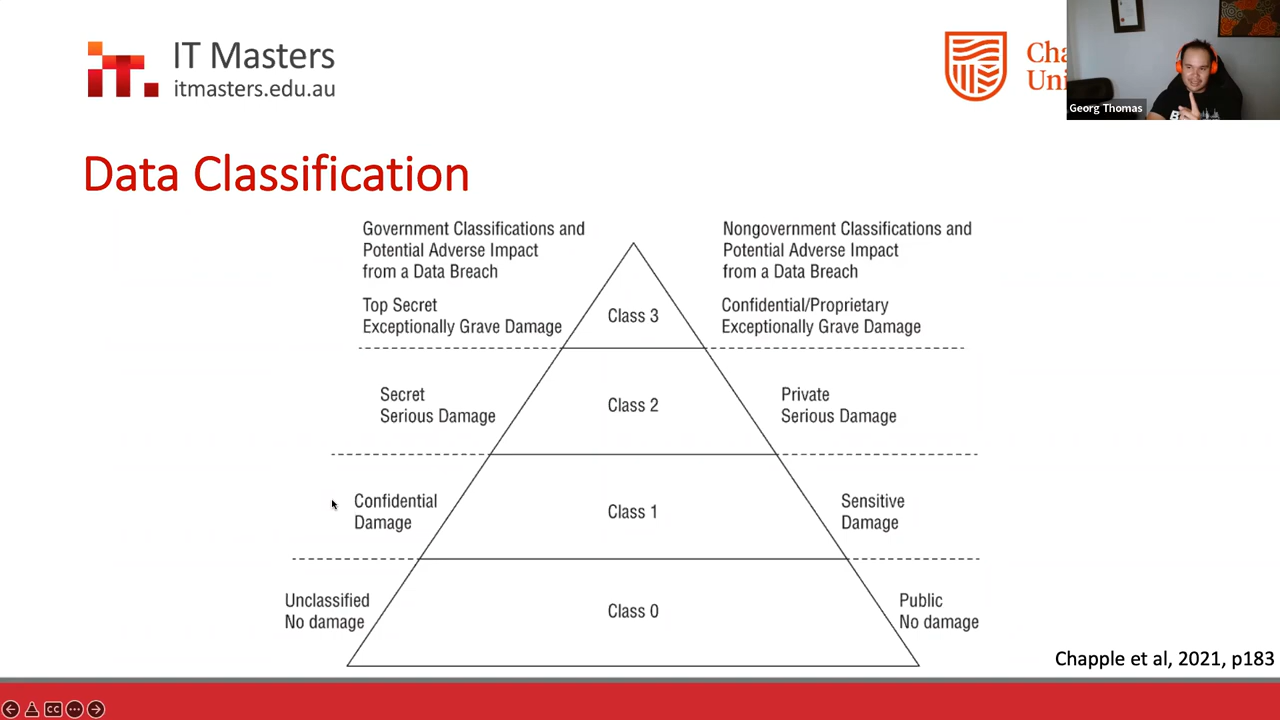 IT Masters
itmasters.edu.au
Georg Thomas
Data Classification
Government Classifications and
Potential Adverse Impact
from a Data Breach
Nongovernment Classifications and
Potential Adverse Impact
from a Data Breach
Top Secret
Exceptionally Grave Damage
Class 3
Confidential/Proprietary
Exceptionally Grave Damage
Secret
Serious Damage
Class 2
Private
Serious Damage
Confidential
Damage
Class 1
Sensitive
Damage
Unclassified
No damage
Class 0
Public
No damage
Chapple et al, 2021, p183
CC